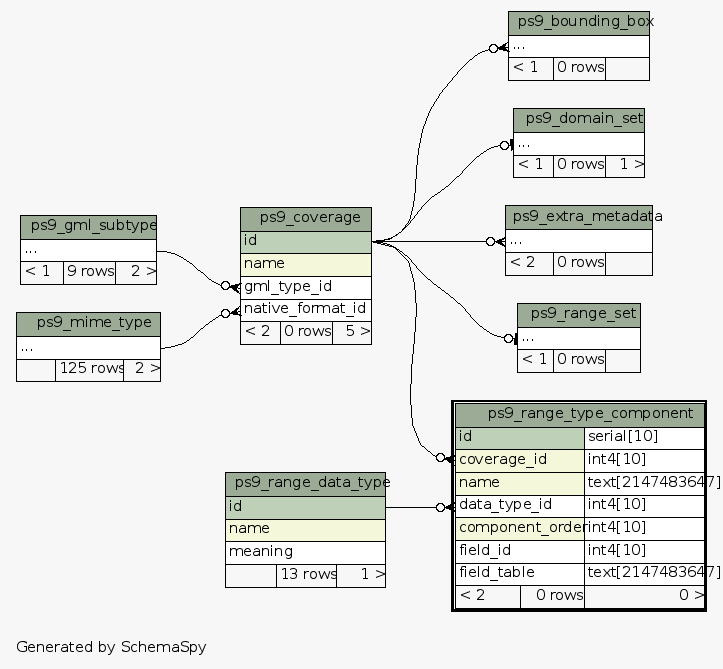 ps9_bounding_box
...
< 1 0 rows
ps9_domain_set
...
< 1 0 rows 1 >
ps9_extra_metadata
...
< 2 0 rows
ps9_range_set
...
< 1 0 rows
ps9_gml_subtype
...
< 1 9 rows 2 >
ps9_mime_type
...
125 rows 2 >
ps9_coverage
id
name
gml_type_id
native_format_id
< 2 0 rows 5 >
ps9_range_data_type
id
name
meaning
13 rows 1 >
ps9_range_type_component
id serial[10]
coverage_id int4[10]
name text[2147483647]
data_type_id int4[10]
component_order int4[10]
field_id int4[10]
field_table text[2147483647]
< 2 0 rows 0 >
Generated by SchemaSpy